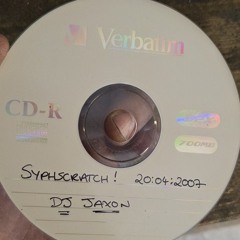 Verbatim
CD-R
SYPHSCRATCH! 20:04:2007
DJ JAXON